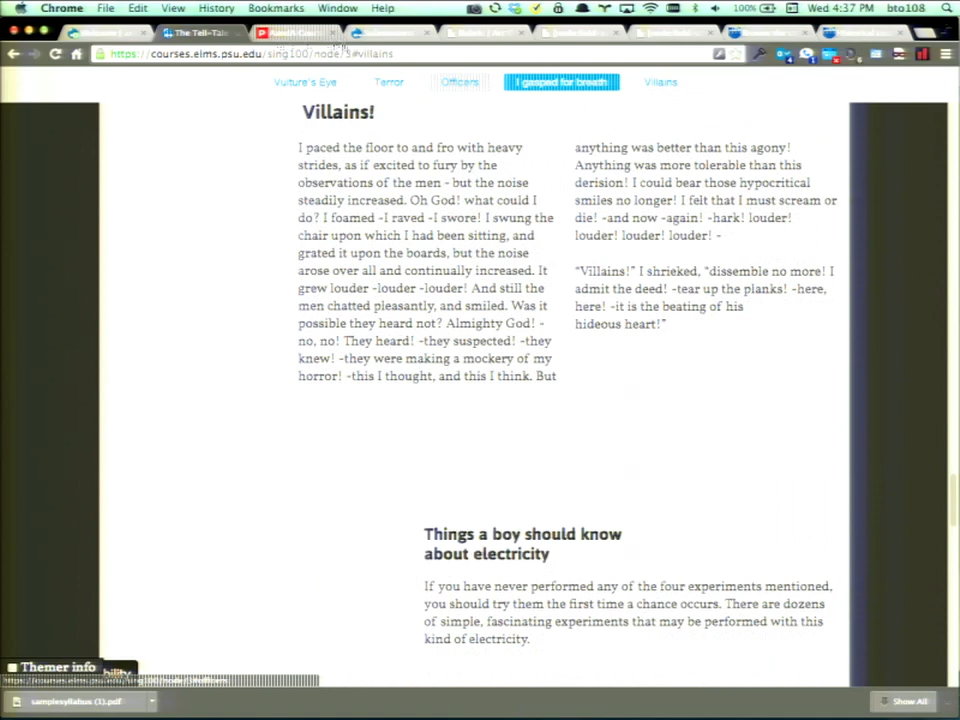 Chrome File Edit View History Bookmarks Window Help
100%
Wed 4:37 PM bto108
The Tell-Tale
https://courses.elms.psu.edu/sing100/node/5#villains
Vulture's Eye Terror Officers I gasped for breath Villains
Villains!
I paced the floor to and fro with heavy
strides, as if excited to fury by the
observations of the men - but the noise
steadily increased. Oh God! what could I
do? I foamed -I raved -I swore! I swung the
chair upon which I had been sitting, and
grated it upon the boards, but the noise
arose over all and continually increased. It
grew louder -louder -louder! And still the
men chatted pleasantly, and smiled. Was it
possible they heard not? Almighty God! -
no, no! They heard! -they suspected! -they
knew! -they were making a mockery of my
horror! -this I thought, and this I think. But
anything was better than this agony!
Anything was more tolerable than this
derision! I could bear those hypocritical
smiles no longer! I felt that I must scream or
die! -and now -again! -hark! louder!
louder! louder! louder! -
“Villains!” I shrieked, “dissemble no more! I
admit the deed! -tear up the planks! -here,
here! -it is the beating of his
hideous heart!”
Things a boy should know
about electricity
If you have never performed any of the four experiments mentioned,
you should try them the first time a chance occurs. There are dozens
of simple, fascinating experiments that may be performed with this
kind of electricity.
Themer info
bility
samplesyllabus (1).pdf
Show All